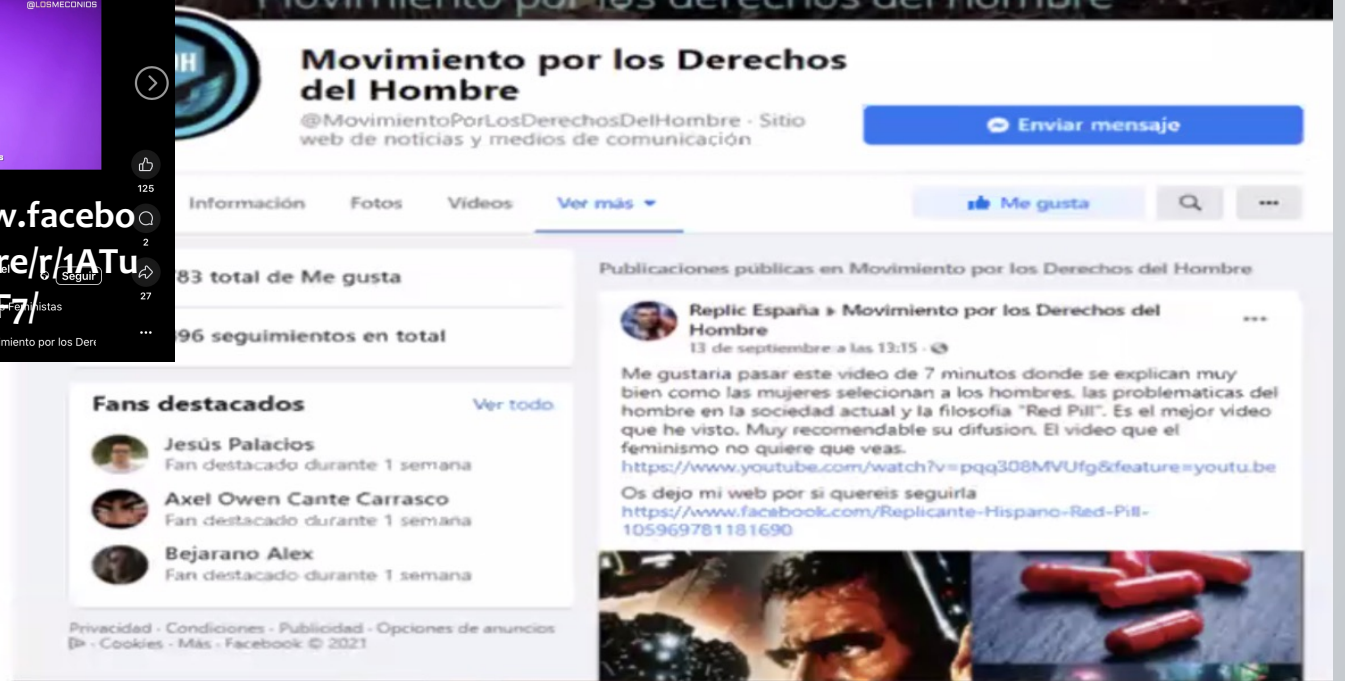 Movimiento por los derechos del hombre
@LOSMECONIOS
Movimiento por los Derechos
del Hombre
@MovimientoPorLosDerechosDelHombre · Sitio
web de noticias y medios de comunicación
Enviar mensaje
Información
Fotos
Vídeos
Ver más
Me gusta
125
2
27
w.facebo
re/r/1ATu
F7/
Seguir
Feministas
miento por los Dere
83 total de Me gusta
96 seguimientos en total
Fans destacados
Ver todo
Jesús Palacios
Fan destacado durante 1 semana
Axel Owen Cante Carrasco
Fan destacado durante 1 semana
Bejarano Alex
Fan destacado durante 1 semana
Privacidad · Condiciones · Publicidad · Opciones de anuncios
· Cookies · Más · Facebook © 2021
Publicaciones públicas en Movimiento por los Derechos del Hombre
Replic España ▸ Movimiento por los Derechos del
Hombre
13 de septiembre a las 13:15 ·
Me gustaria pasar este video de 7 minutos donde se explican muy
bien como las mujeres selecionan a los hombres, las problematicas del
hombre en la sociedad actual y la filosofia "Red Pill". Es el mejor video
que he visto. Muy recomendable su difusion. El video que el
feminismo no quiere que veas.
https://www.youtube.com/watch?v=pqq308MVUfg&feature=youtu.be
Os dejo mi web por si quereis seguirla
https://www.facebook.com/Replicante-Hispano-Red-Pill-
105969781181690